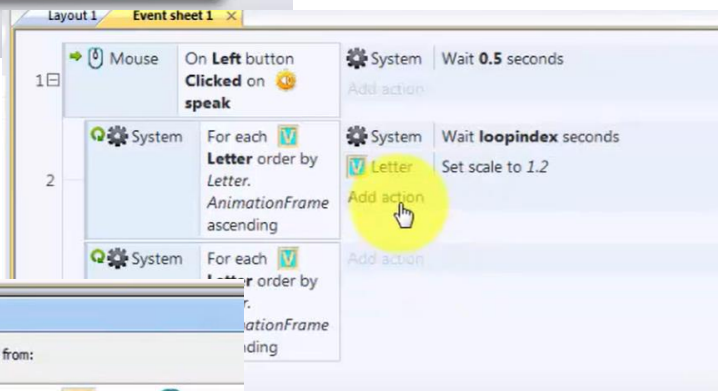 Layout 1 Event sheet 1 ×
1 Mouse On Left button System Wait 0.5 seconds
Clicked on Add action
speak
2 System For each V System Wait loopindex seconds
Letter order by V Letter Set scale to 1.2
Letter.
AnimationFrame Add action
ascending
System For each V Add action
Letter order by
r.
ationFrame
nding
from: